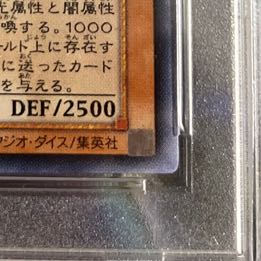 光属性と闇属性
喚する。1000
ールド上に存在す
に送ったカード
を与える。
DEF/2500
タジオ・ダイス/集英社